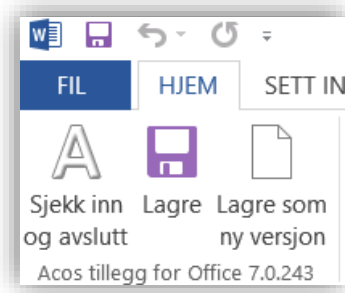 FIL HJEM SETT IN
Sjekk inn Lagre Lagre som
og avslutt ny versjon
Acos tillegg for Office 7.0.243